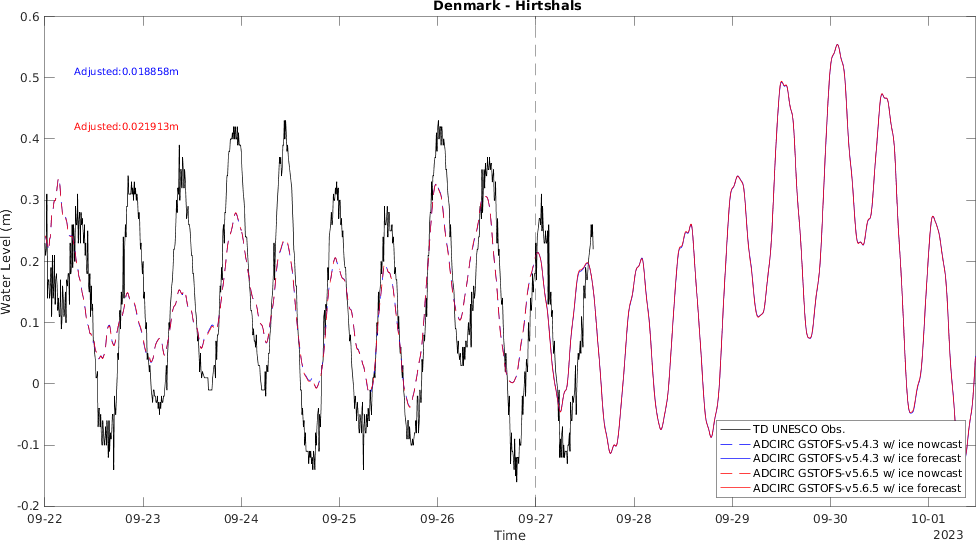 Denmark - Hirtshals
0.6
0.5
0.4
0.3
0.2
0.1
0
-0.1
-0.2
Water Level (m)
Adjusted:0.018858m
Adjusted:0.021913m
TD UNESCO Obs.
ADCIRC GSTOFS-v5.4.3 w/ ice nowcast
ADCIRC GSTOFS-v5.4.3 w/ ice forecast
ADCIRC GSTOFS-v5.6.5 w/ ice nowcast
ADCIRC GSTOFS-v5.6.5 w/ ice forecast
09-22 09-23 09-24 09-25 09-26 09-27 09-28 09-29 09-30 10-01
Time
2023